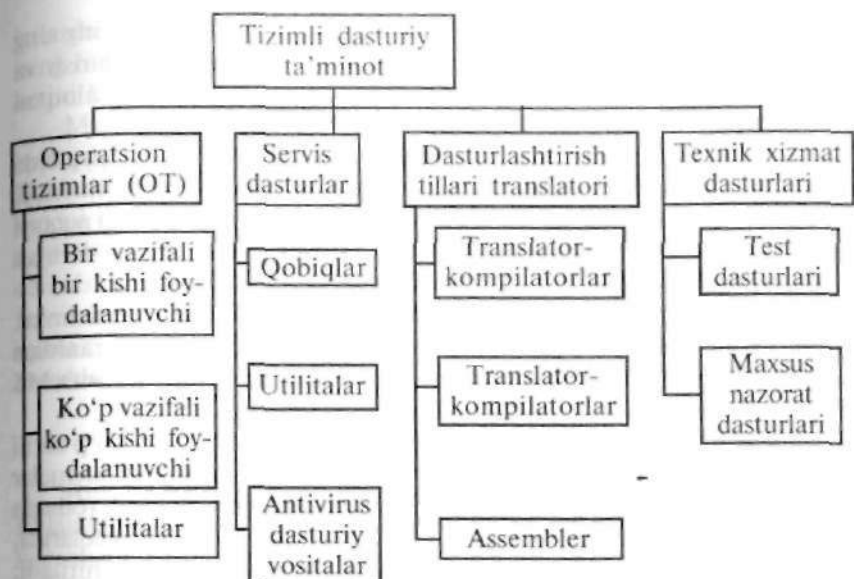 Tizimli dasturiy
ta’minot
Operatsion
tizimlar (OT)
Servis
dasturlar
Dasturlashtirish
tillari translatori
Texnik xizmat
dasturlari
Bir vazifali
bir kishi foy-
dalanuvchi
Ko‘p vazifali
ko‘p kishi foy-
dalanuvchi
Utilitalar
Qobiqlar
Utilitalar
Antivirus
dasturiy
vositalar
Translator-
kompilatorlar
Translator-
kompilatorlar
Assembler
Test
dasturlari
Maxsus
nazorat
dasturlari